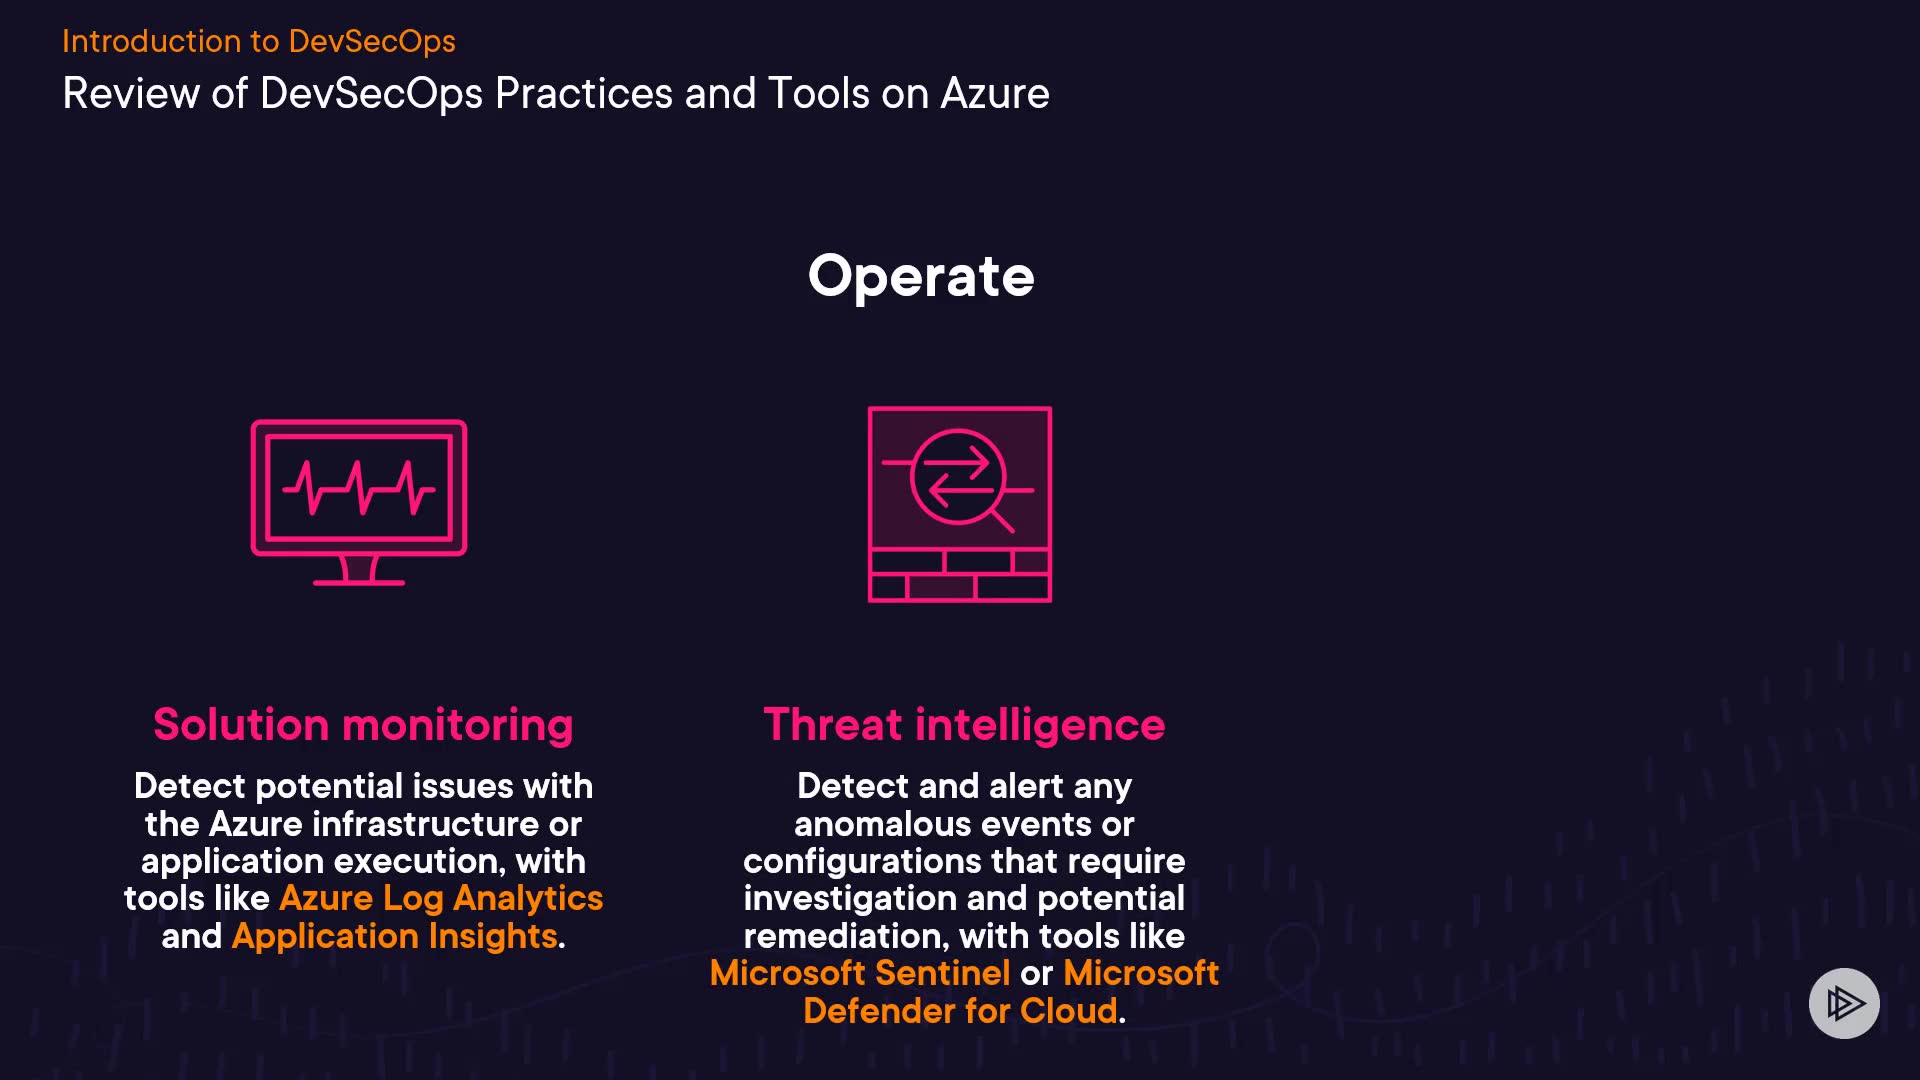 Introduction to DevSecOps
Review of DevSecOps Practices and Tools on Azure
Operate
Solution monitoring
Detect potential issues with
the Azure infrastructure or
application execution, with
tools like Azure Log Analytics
and Application Insights.
Threat intelligence
Detect and alert any
anomalous events or
configurations that require
investigation and potential
remediation, with tools like
Microsoft Sentinel or Microsoft
Defender for Cloud.